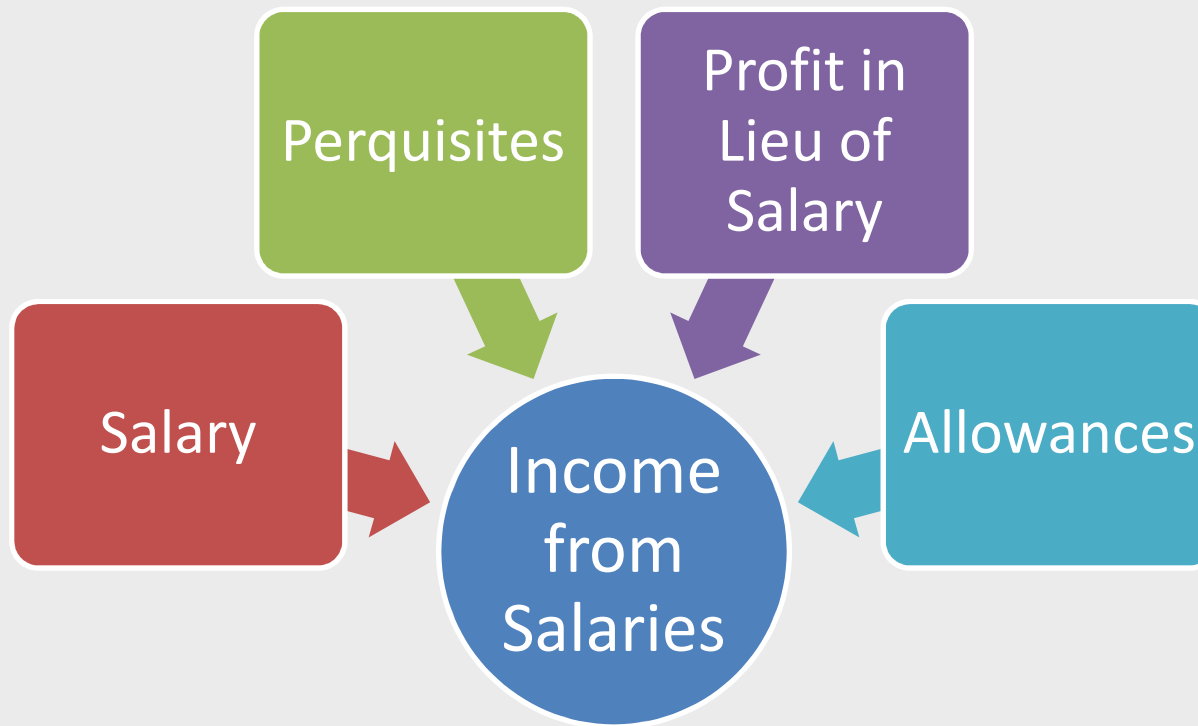 Perquisites
Profit in
Lieu of
Salary
Salary
Allowances
Income
from
Salaries